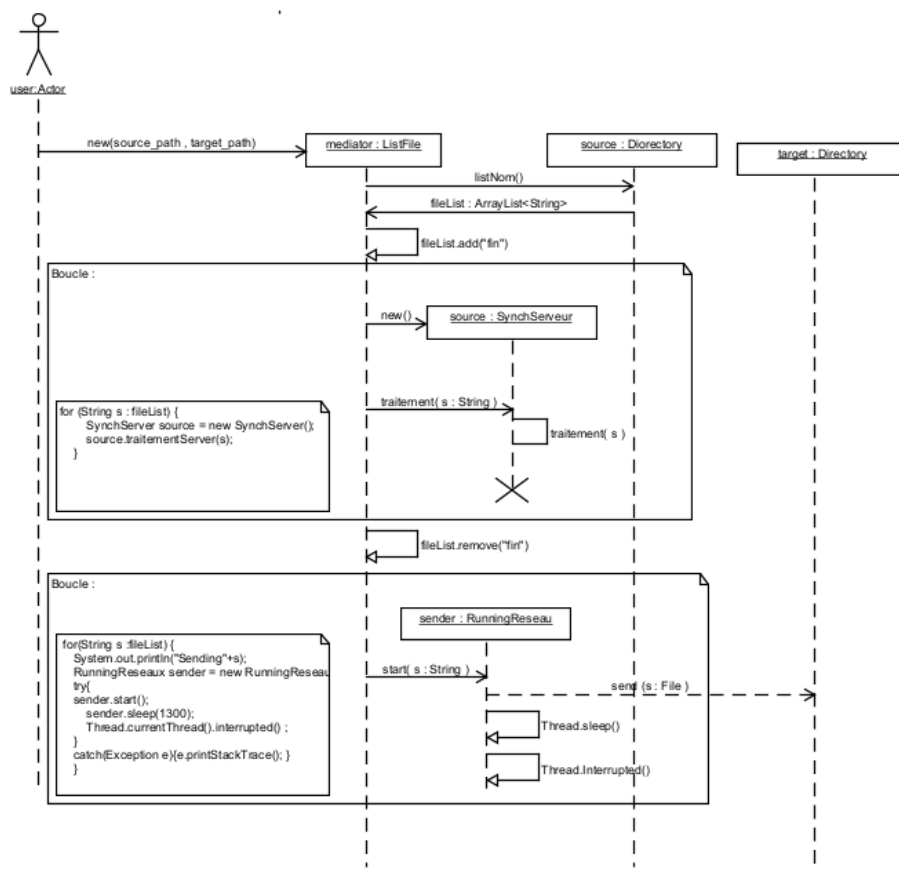 user:Actor
new(source_path , target_path)
mediator : ListFile
source : Diorectory
target : Directory
listNom()
fileList : ArrayList<String>
fileList.add("fin")
Boucle :
new()
source : SynchServeur
traitement( s : String )
for (String s : fileList) {
SynchServer source = new SynchServer();
source.traitementServer(s);
}
traitement( s )
fileList.remove("fin")
Boucle :
sender : RunningReseau
for(String s :fileList) {
System.out.println("Sending"+s);
RunningReseaux sender = new RunningReseau
try{
sender.start();
sender.sleep(1300);
Thread.currentThread().interrupted() ;
}
catch(Exception e){e.printStackTrace(); }
}
start( s : String )
send (s : File )
Thread.sleep()
Thread.Interrupted()